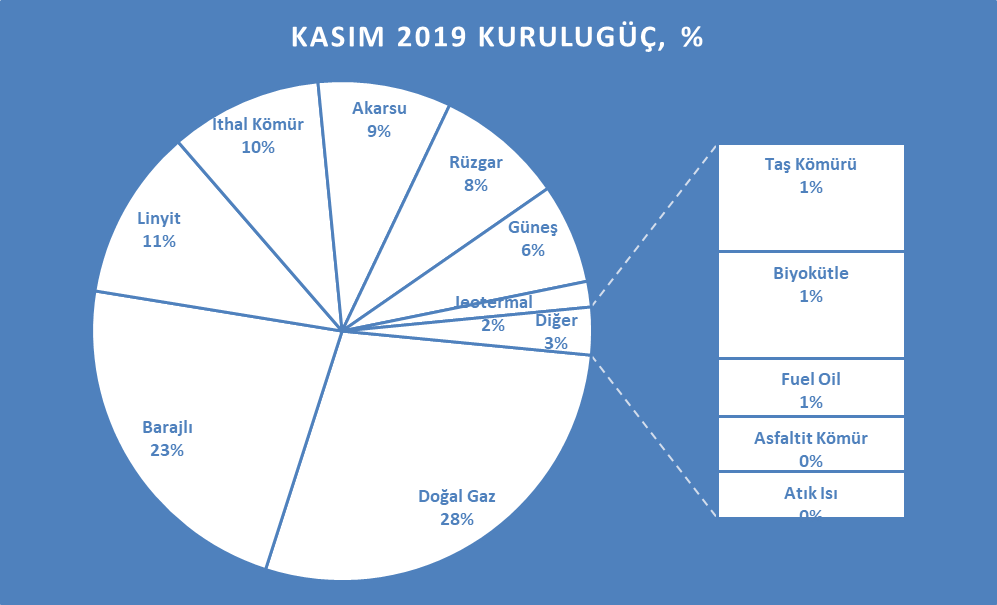 KASIM 2019 KURULUGÜÇ, %
Akarsu
9%
İthal Kömür
10%
Rüzgar
8%
Linyit
11%
Güneş
6%
Jeotermal
2%
Diğer
3%
Barajlı
23%
Doğal Gaz
28%
Taş Kömürü
1%
Biyokütle
1%
Fuel Oil
1%
Asfaltit Kömür
0%
Atık Isı
0%